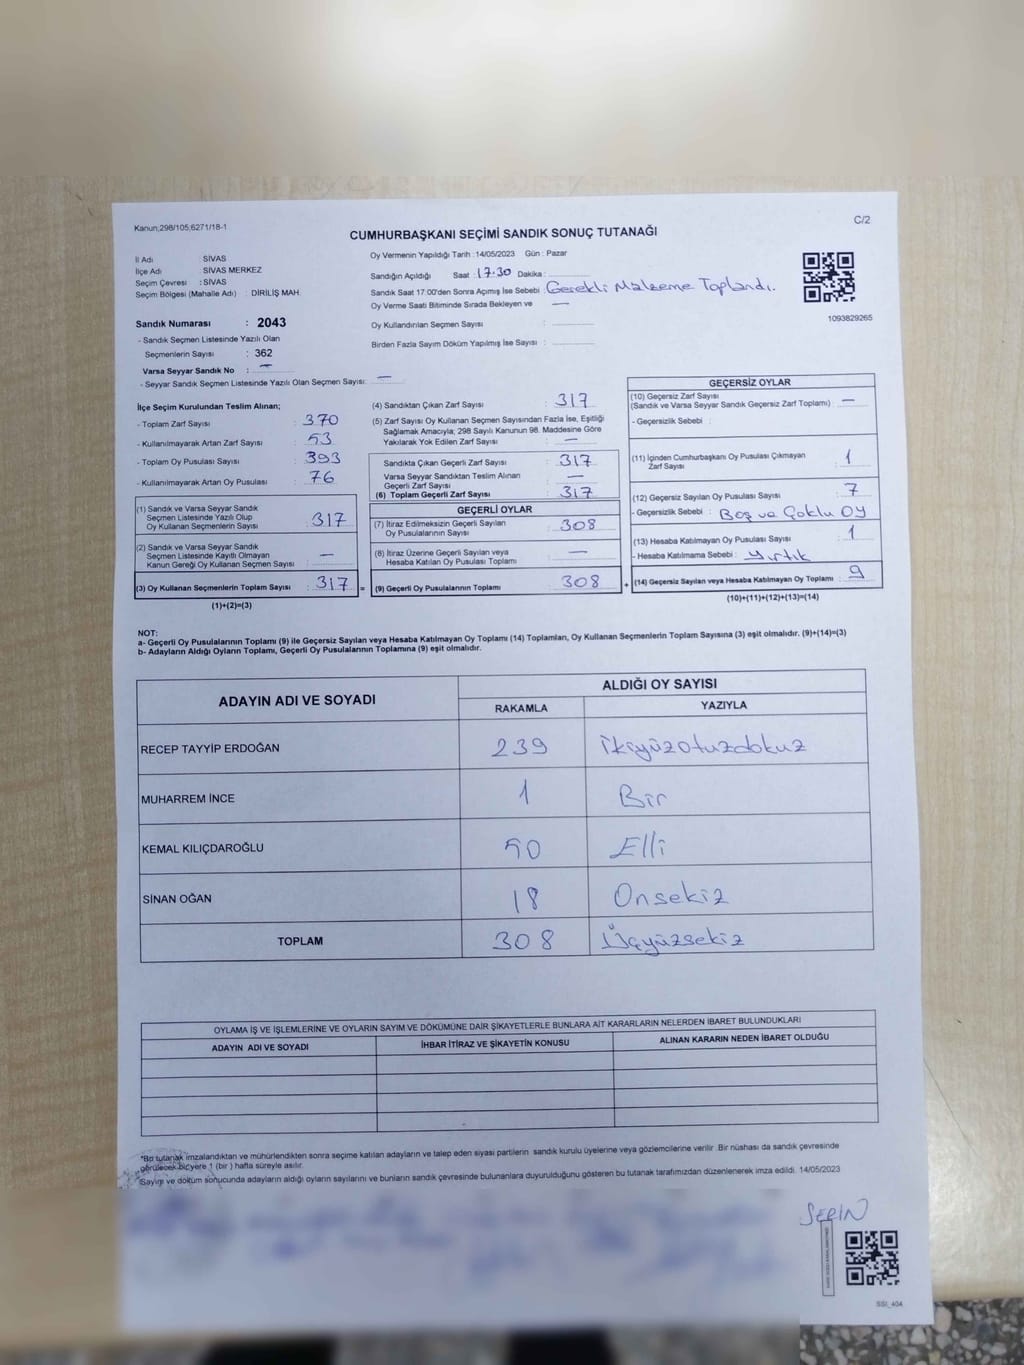 Kanun;298/105;6271/18-1
C/2
CUMHURBAŞKANI SEÇİMİ SANDIK SONUÇ TUTANAĞI
İl Adı : SİVAS
İlçe Adı : SİVAS MERKEZ
Seçim Çevresi : SİVAS
Seçim Bölgesi (Mahalle Adı) : DİRİLİŞ MAH.
Oy Vermenin Yapıldığı Tarih :14/05/2023 Gün : Pazar
Sandığın Açıldığı Saat :17.30 Dakika :
Sandık Saat 17:00'den Sonra Açımış İse Sebebi : Gerekli Malzeme Toplandı.
Oy Verme Saati Bitiminde Sırada Bekleyen ve —
Oy Kullandırılan Seçmen Sayısı :
Birden Fazla Sayım Döküm Yapılmış İse Sayısı :
1093829265
Sandık Numarası : 2043
- Sandık Seçmen Listesinde Yazılı Olan
Seçmenlerin Sayısı : 362
Varsa Seyyar Sandık No : —
- Seyyar Sandık Seçmen Listesinde Yazılı Olan Seçmen Sayısı: —
İlçe Seçim Kurulundan Teslim Alınan;
- Toplam Zarf Sayısı : 370
- Kullanılmayarak Artan Zarf Sayısı : 53
- Toplam Oy Pusulası Sayısı : 393
- Kullanılmayarak Artan Oy Pusulası : 76
(1) Sandık ve Varsa Seyyar Sandık
Seçmen Listesinde Yazılı Olup
Oy Kullanan Seçmenlerin Sayısı : 317
(2) Sandık ve Varsa Seyyar Sandık
Seçmen Listesinde Kayıtlı Olmayan
Kanun Gereği Oy Kullanan Seçmen Sayısı : —
(3) Oy Kullanan Seçmenlerin Toplam Sayısı : 317 =
(1)+(2)=(3)
(4) Sandıktan Çıkan Zarf Sayısı : 317
(5) Zarf Sayısı Oy Kullanan Seçmen Sayısından Fazla İse, Eşitliği
Sağlamak Amacıyla; 298 Sayılı Kanunun 98. Maddesine Göre
Yakılarak Yok Edilen Zarf Sayısı : —
Sandıkta Çıkan Geçerli Zarf Sayısı : 317
Varsa Seyyar Sandıktan Teslim Alınan
Geçerli Zarf Sayısı : —
(6) Toplam Geçerli Zarf Sayısı : 317
GEÇERLİ OYLAR
(7) İtiraz Edilmeksizin Geçerli Sayılan
Oy Pusulalarının Sayısı : 308
(8) İtiraz Üzerine Geçerli Sayılan veya
Hesaba Katılan Oy Pusulası Toplamı : —
(9) Geçerli Oy Pusulalarının Toplamı : 308 +
GEÇERSİZ OYLAR
(10) Geçersiz Zarf Sayısı
(Sandık ve Varsa Seyyar Sandık Geçersiz Zarf Toplamı) : —
- Geçersizlik Sebebi :
(11) İçinden Cumhurbaşkanı Oy Pusulası Çıkmayan
Zarf Sayısı : 1
(12) Geçersiz Sayılan Oy Pusulası Sayısı : 7
- Geçersizlik Sebebi : Boş ve Çoklu Oy
(13) Hesaba Katılmayan Oy Pusulası Sayısı : 1
- Hesaba Katılmama Sebebi : Yırtık
(14) Geçersiz Sayılan veya Hesaba Katılmayan Oy Toplamı : 9
(10)+(11)+(12)+(13)=(14)
NOT:
a- Geçerli Oy Pusulalarının Toplamı (9) ile Geçersiz Sayılan veya Hesaba Katılmayan Oy Toplamı (14) Toplamları, Oy Kullanan Seçmenlerin Toplam Sayısına (3) eşit olmalıdır. (9)+(14)=(3)
b- Adayların Aldığı Oyların Toplamı, Geçerli Oy Pusulalarının Toplamına (9) eşit olmalıdır.
ADAYIN ADI VE SOYADI
ALDIĞI OY SAYISI
RAKAMLA YAZIYLA
RECEP TAYYİP ERDOĞAN 239 İkiyüzotuzdokuz
MUHARREM İNCE 1 Bir
KEMAL KILIÇDAROĞLU 50 Elli
SİNAN OĞAN 18 Onsekiz
TOPLAM 308 Üçyüzsekiz
OYLAMA İŞ VE İŞLEMLERİNE VE OYLARIN SAYIM VE DÖKÜMÜNE DAİR ŞİKAYETLERLE BUNLARA AİT KARARLARIN NELERDEN İBARET BULUNDUKLARI
ADAYIN ADI VE SOYADI İHBAR İTİRAZ VE ŞİKAYETİN KONUSU ALINAN KARARIN NEDEN İBARET OLDUĞU
*Bu tutanak imzalandıktan ve mühürlendikten sonra seçime katılan adayların ve talep eden siyasi partilerin sandık kurulu üyelerine veya gözlemcilerine verilir. Bir nüshası da sandık çevresinde
görülecek bir yere 1 (bir ) hafta süreyle asılır.
Sayım ve döküm sonucunda adayların aldığı oyların sayılarını ve bunların sandık çevresinde bulunanlara duyurulduğunu gösteren bu tutanak tarafımızdan düzenlenerek imza edildi. 14/05/2023
SERİN
SSI_404